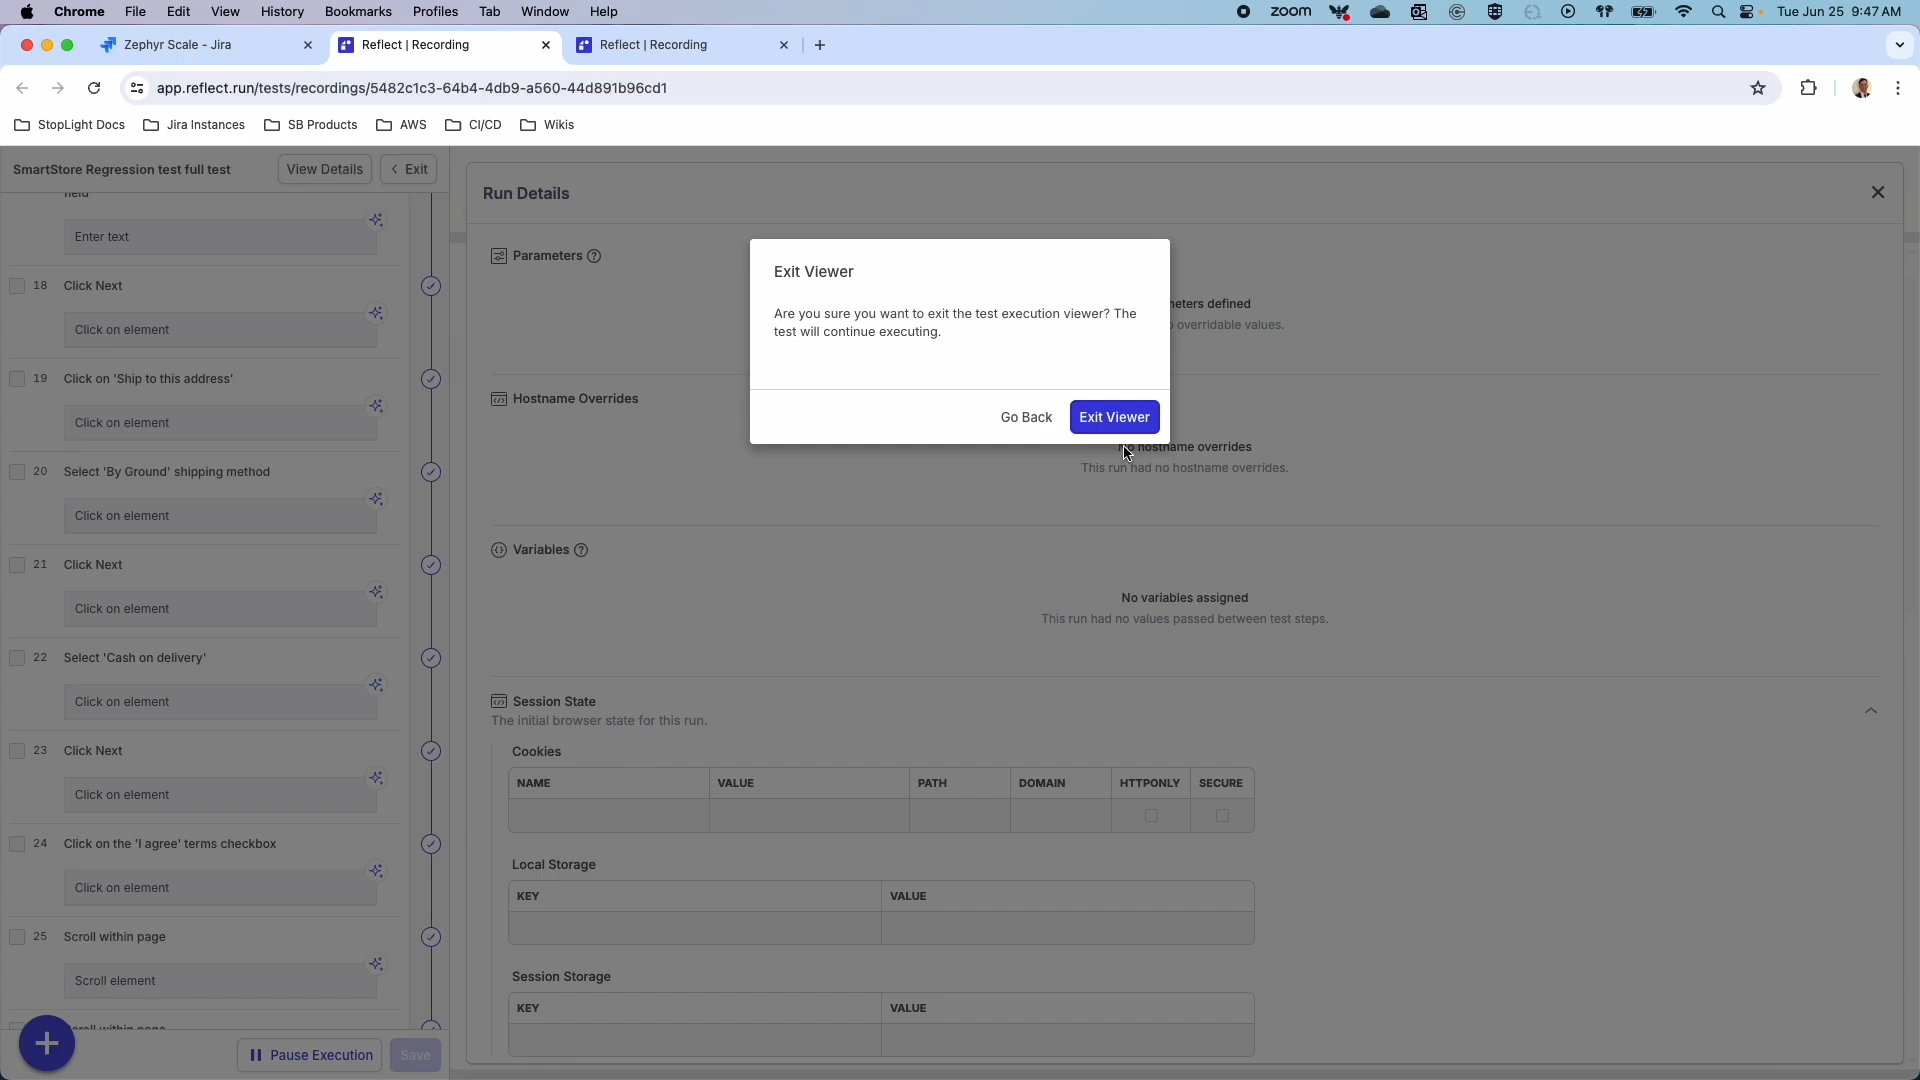 Chrome File Edit View History Bookmarks Profiles Tab Window Help
zoom Tue Jun 25 9:47 AM
Zephyr Scale - Jira
Reflect | Recording
Reflect | Recording
app.reflect.run/tests/recordings/5482c1c3-64b4-4db9-a560-44d891b96cd1
StopLight Docs Jira Instances SB Products AWS CI/CD Wikis
SmartStore Regression test full test
View Details
Exit
field
Enter text
18 Click Next
Click on element
19 Click on 'Ship to this address'
Click on element
20 Select 'By Ground' shipping method
Click on element
21 Click Next
Click on element
22 Select 'Cash on delivery'
Click on element
23 Click Next
Click on element
24 Click on the 'I agree' terms checkbox
Click on element
25 Scroll within page
Scroll element
Scroll within page
Pause Execution
Save
Run Details
Parameters
meters defined
overridable values.
Exit Viewer
Are you sure you want to exit the test execution viewer? The
test will continue executing.
Go Back
Exit Viewer
Hostname Overrides
No hostname overrides
This run had no hostname overrides.
Variables
No variables assigned
This run had no values passed between test steps.
Session State
The initial browser state for this run.
Cookies
NAME VALUE PATH DOMAIN HTTPONLY SECURE
Local Storage
KEY VALUE
Session Storage
KEY VALUE